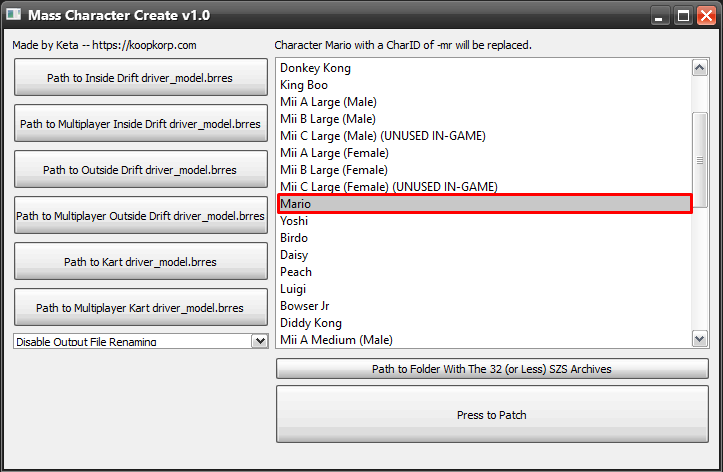 Mass Character Create v1.0
Made by Keta -- https://koopkorp.com
Path to Inside Drift driver_model.brres
Path to Multiplayer Inside Drift driver_model.brres
Path to Outside Drift driver_model.brres
Path to Multiplayer Outside Drift driver_model.brres
Path to Kart driver_model.brres
Path to Multiplayer Kart driver_model.brres
Disable Output File Renaming
Character Mario with a CharID of -mr will be replaced.
Donkey Kong
King Boo
Mii A Large (Male)
Mii B Large (Male)
Mii C Large (Male) (UNUSED IN-GAME)
Mii A Large (Female)
Mii B Large (Female)
Mii C Large (Female) (UNUSED IN-GAME)
Mario
Yoshi
Birdo
Daisy
Peach
Luigi
Bowser Jr
Diddy Kong
Mii A Medium (Male)
Path to Folder With The 32 (or Less) SZS Archives
Press to Patch